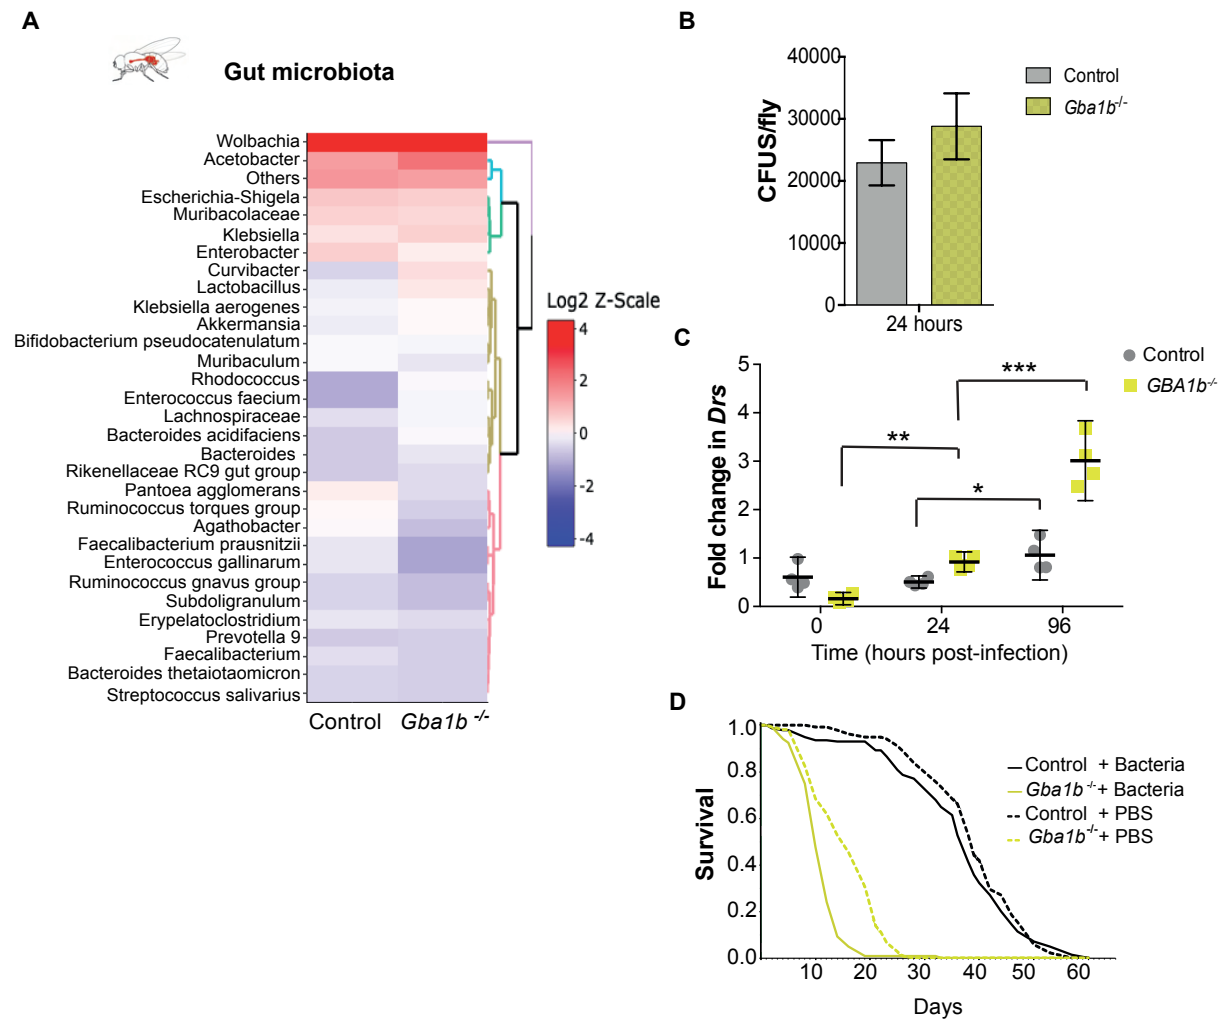 A
Gut microbiota
Wolbachia
Acetobacter
Others
Escherichia-Shigela
Muribacolaceae
Klebsiella
Enterobacter
Curvibacter
Lactobacillus
Klebsiella aerogenes
Akkermansia
Bifidobacterium pseudocatenulatum
Muribaculum
Rhodococcus
Enterococcus faecium
Lachnospiraceae
Bacteroides acidifaciens
Bacteroides
Rikenellaceae RC9 gut group
Pantoea agglomerans
Ruminococcus torques group
Agathobacter
Faecalibacterium prausnitzii
Enterococcus gallinarum
Ruminococcus gnavus group
Subdoligranulum
Erypelatoclostridium
Prevotella 9
Faecalibacterium
Bacteroides thetaiotaomicron
Streptococcus salivarius
Control Gba1b -/-
Log2 Z-Scale
4
2
0
-2
-4
B
CFUS/fly
40000
30000
20000
10000
0
24 hours
Control
Gba1b-/-
C
Fold change in Drs
5
4
3
2
1
0
***
**
*
0 24 96
Time (hours post-infection)
Control
GBA1b-/-
D
Survival
1.0
0.8
0.6
0.4
0.2
0.0
10 20 30 40 50 60
Days
Control + Bacteria
Gba1b -/- + Bacteria
Control + PBS
Gba1b -/- + PBS